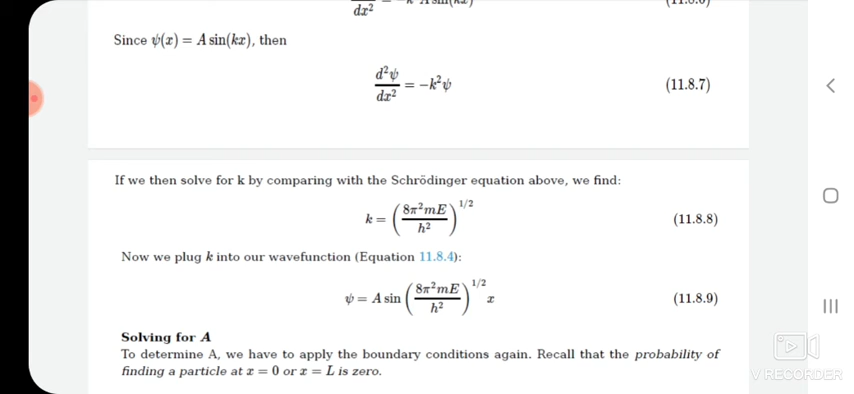 dx²
Since ψ(x) = A sin(kx), then
d²ψ/dx² = −k²ψ (11.8.7)
If we then solve for k by comparing with the Schrödinger equation above, we find:
k = (8π²mE/h²)^1/2 (11.8.8)
Now we plug k into our wavefunction (Equation 11.8.4):
ψ = A sin (8π²mE/h²)^1/2 x (11.8.9)
Solving for A
To determine A, we have to apply the boundary conditions again. Recall that the probability of
finding a particle at x = 0 or x = L is zero.
VRECORDER